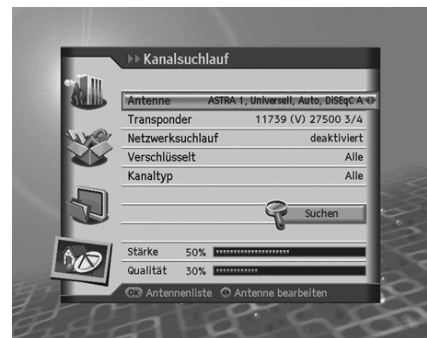 Kanalsuchlauf
Antenne ASTRA 1, Universell, Auto, DiSEqC A
Transponder 11739 (V) 27500 3/4
Netzwerksuchlauf deaktiviert
Verschlüsselt Alle
Kanaltyp Alle
Suchen
Stärke 50%
Qualität 30%
OK Antennenliste Antenne bearbeiten